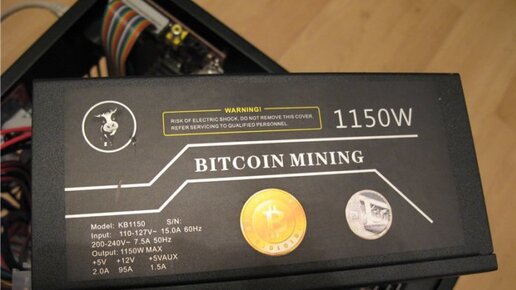 WARNING!
RISK OF ELECTRIC SHOCK, DO NOT REMOVE THIS COVER.
REFER SERVICING TO QUALIFIED PERSONNEL.
1150W
BITCOIN MINING
Model: KB1150 S/N:
Input: 110-127V~ 15.0A 60Hz
200-240V~ 7.5A 50Hz
Output: 1150W MAX
+5V +12V +5VAUX
2.0A 95A 1.5A